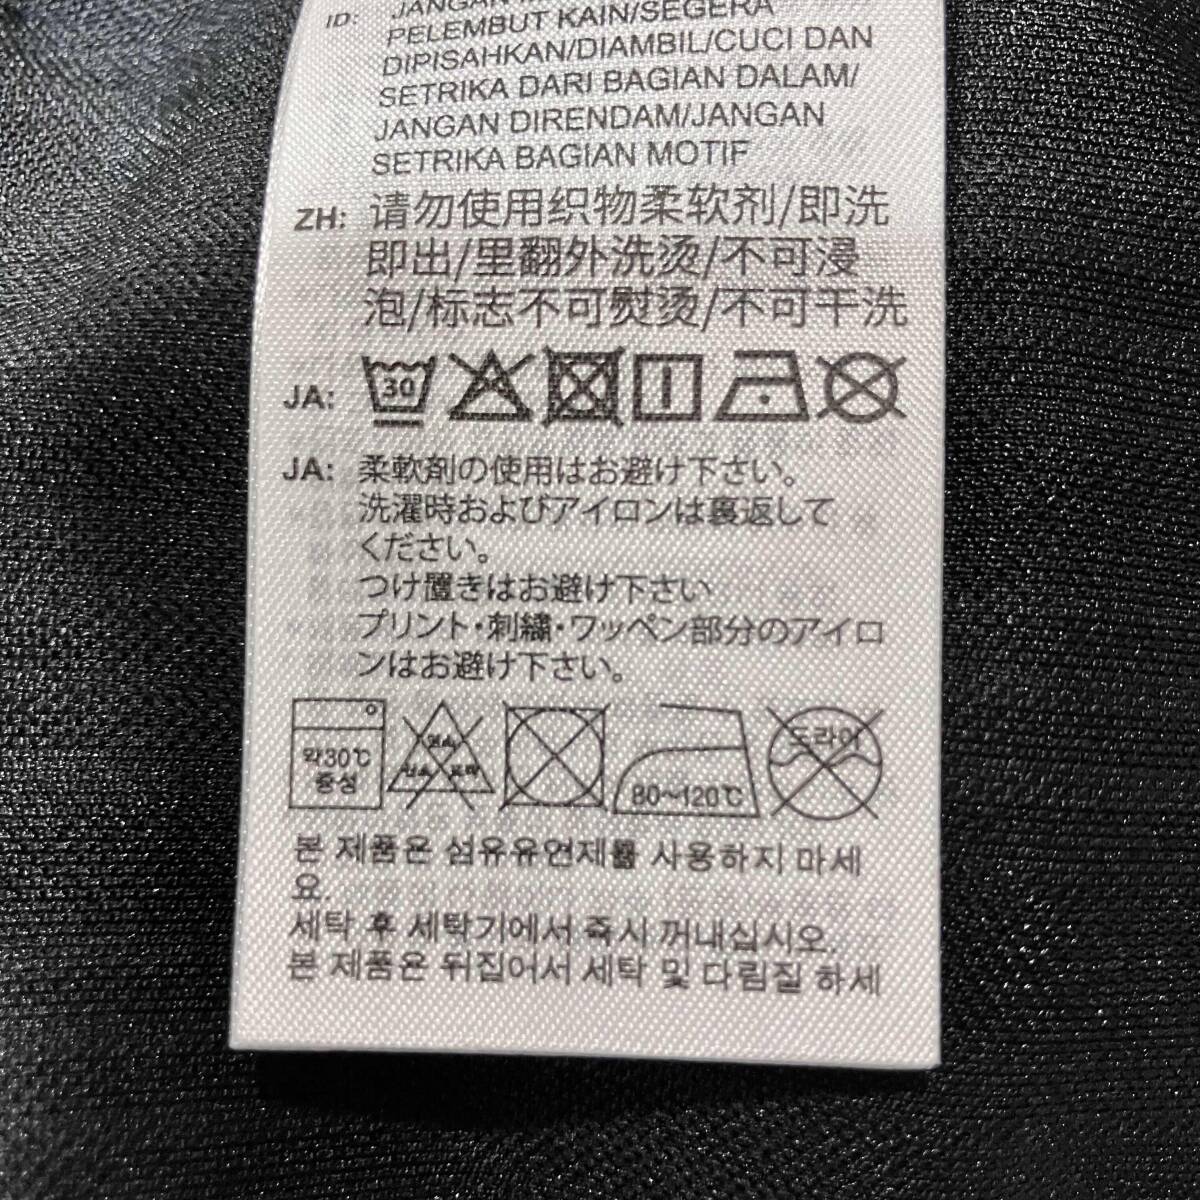 ID: JANGAN
PELEMBUT KAIN/SEGERA
DIPISAHKAN/DIAMBIL/CUCI DAN
SETRIKA DARI BAGIAN DALAM/
JANGAN DIRENDAM/JANGAN
SETRIKA BAGIAN MOTIF
ZH: 请勿使用织物柔软剂/即洗
即出/里翻外洗烫/不可浸
泡/标志不可熨烫/不可干洗
JA: 30
JA: 柔軟剤の使用はお避け下さい。
洗濯時およびアイロンは裏返して
ください。
つけ置きはお避け下さい
プリント・刺繍・ワッペン部分のアイロ
ンはお避け下さい。
약30℃
중성
염소
산소 표백
80~120℃
드라이
본 제품은 섬유유연제를 사용하지 마세
요.
세탁 후 세탁기에서 즉시 꺼내십시오.
본 제품은 뒤집어서 세탁 및 다림질 하세